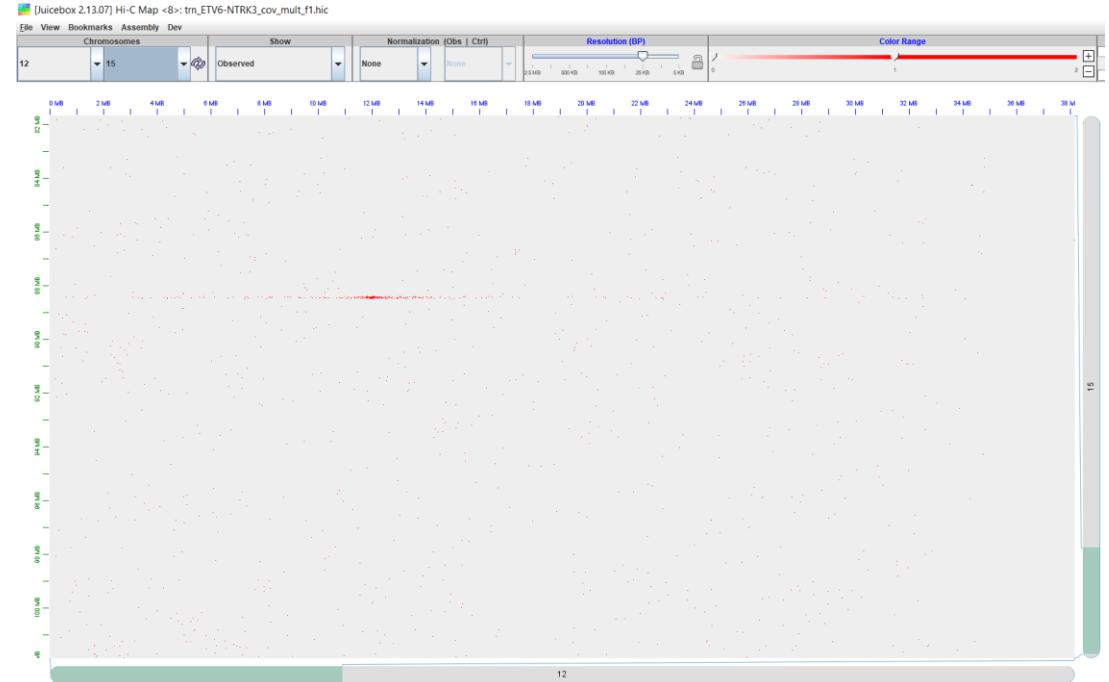 [Juicebox 2.13.07] Hi-C Map <8>: trn_ETV6-NTRK3_cov_mult_f1.hic
File View Bookmarks Assembly Dev
Chromosomes Show Normalization (Obs | Ctrl) Resolution (BP) Color Range
12 15 Observed None None
2.5 MB 500 KB 100 KB 25 KB 5 KB
0 1 2
0 MB 2 MB 4 MB 6 MB 8 MB 10 MB 12 MB 14 MB 16 MB 18 MB 20 MB 22 MB 24 MB 26 MB 28 MB 30 MB 32 MB 34 MB 36 MB 38 M
82 MB
84 MB
86 MB
88 MB
90 MB
92 MB
94 MB
96 MB
98 MB
100 MB
MB
15
12